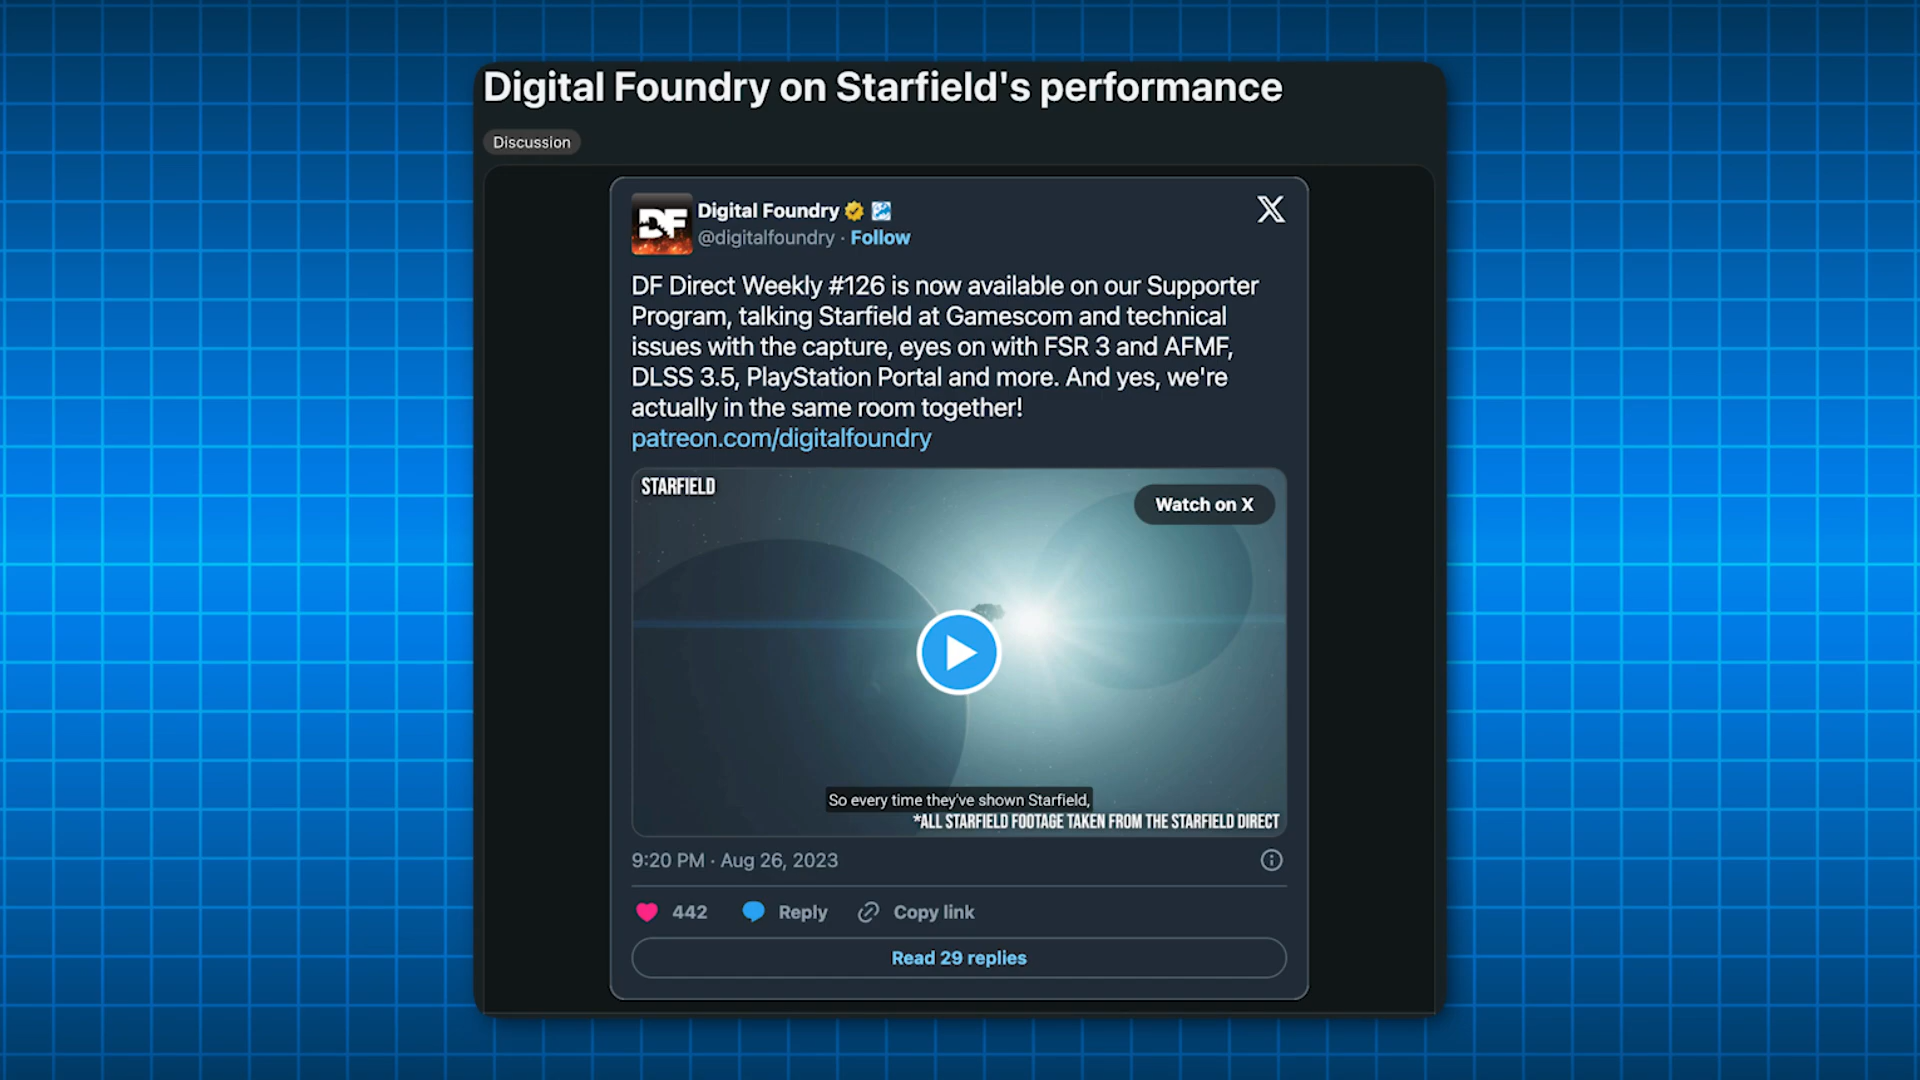 Digital Foundry on Starfield's performance
Discussion
DF
Digital Foundry
@digitalfoundry · Follow
DF Direct Weekly #126 is now available on our Supporter
Program, talking Starfield at Gamescom and technical
issues with the capture, eyes on with FSR 3 and AFMF,
DLSS 3.5, PlayStation Portal and more. And yes, we're
actually in the same room together!
patreon.com/digitalfoundry
STARFIELD
Watch on X
So every time they've shown Starfield,
*ALL STARFIELD FOOTAGE TAKEN FROM THE STARFIELD DIRECT
9:20 PM · Aug 26, 2023
442 Reply Copy link
Read 29 replies